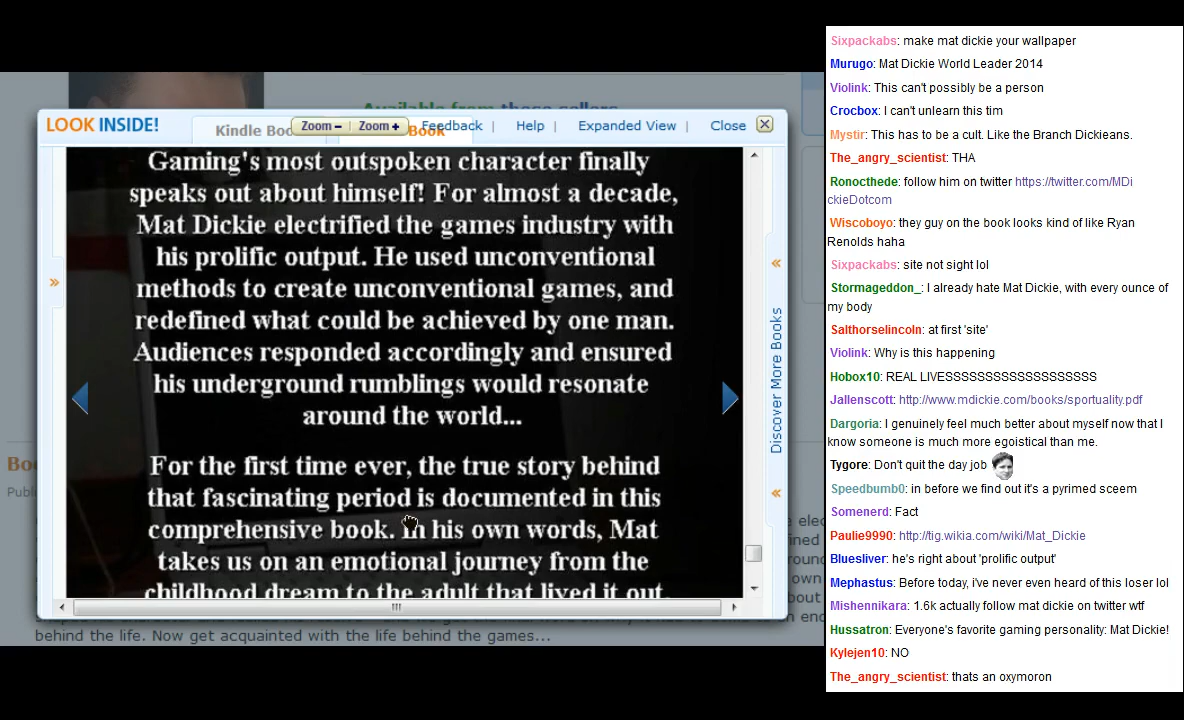 Available from these sellers
LOOK INSIDE!
Kindle Boo
Zoom –
Zoom +
Book
Feedback | Help | Expanded View | Close
Gaming's most outspoken character finally
speaks out about himself! For almost a decade,
Mat Dickie electrified the games industry with
his prolific output. He used unconventional
methods to create unconventional games, and
redefined what could be achieved by one man.
Audiences responded accordingly and ensured
his underground rumblings would resonate
around the world...
For the first time ever, the true story behind
that fascinating period is documented in this
comprehensive book. In his own words, Mat
takes us on an emotional journey from the
childhood dream to the adult that lived it out.
Discover More Books
Boo
Publ
behind the life. Now get acquainted with the life behind the games...
Sixpackabs: make mat dickie your wallpaper
Murugo: Mat Dickie World Leader 2014
Violink: This can't possibly be a person
Crocbox: I can't unlearn this tim
Mystir: This has to be a cult. Like the Branch Dickieans.
The_angry_scientist: THA
Ronocthede: follow him on twitter https://twitter.com/MDi
ckieDotcom
Wiscoboyo: they guy on the book looks kind of like Ryan
Renolds haha
Sixpackabs: site not sight lol
Stormageddon_: I already hate Mat Dickie, with every ounce of
my body
Salthorselincoln: at first 'site'
Violink: Why is this happening
Hobox10: REAL LIVESSSSSSSSSSSSSSSSSSS
Jallenscott: http://www.mdickie.com/books/sportuality.pdf
Dargoria: I genuinely feel much better about myself now that I
know someone is much more egoistical than me.
Tygore: Don't quit the day job
Speedbumb0: in before we find out it's a pyrimed sceem
Somenerd: Fact
Paulie9990: http://tig.wikia.com/wiki/Mat_Dickie
Bluesliver: he's right about 'prolific output'
Mephastus: Before today, i've never even heard of this loser lol
Mishennikara: 1.6k actually follow mat dickie on twitter wtf
Hussatron: Everyone's favorite gaming personality: Mat Dickie!
Kylejen10: NO
The_angry_scientist: thats an oxymoron